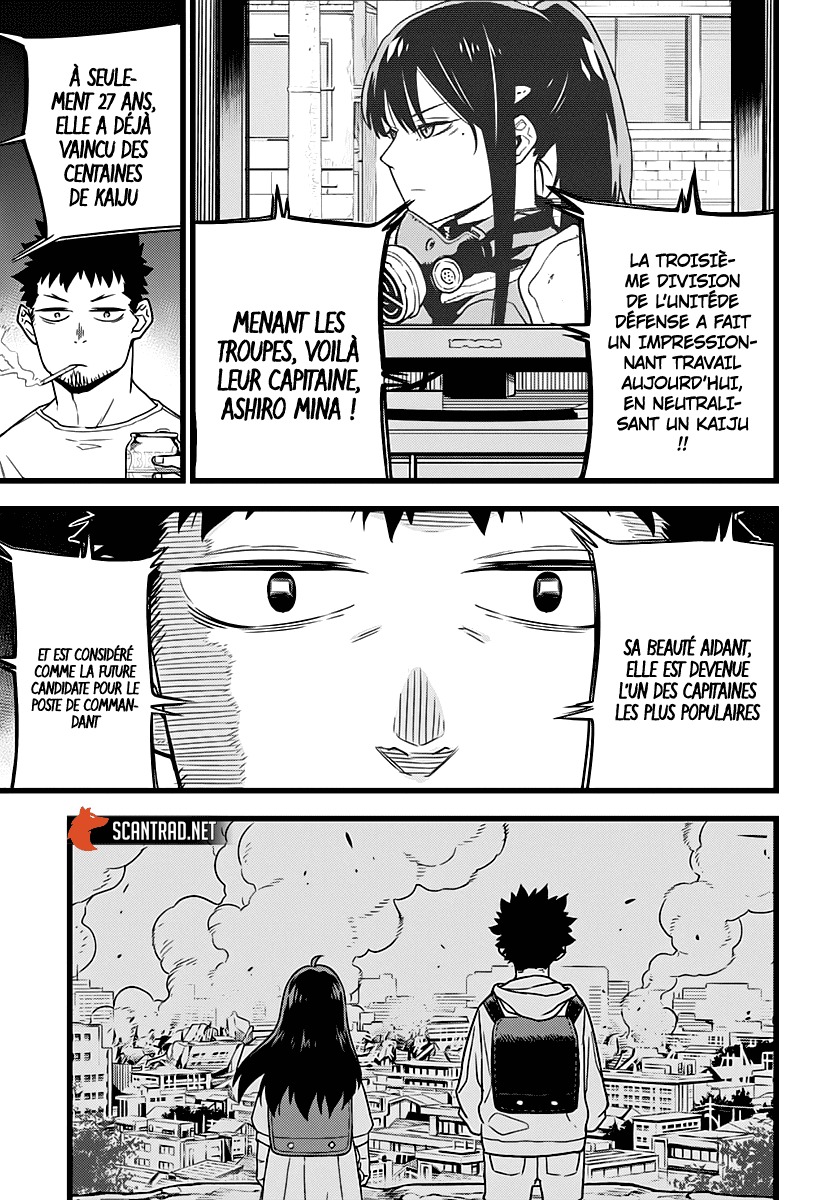 LA TROISIÈ-
ME DIVISION
DE L'UNITÉDE
DÉFENSE A FAIT
UN IMPRESSION-
NANT TRAVAIL
AUJOURD'HUI,
EN NEUTRALI-
SANT UN KAIJU
!!
MENANT LES
TROUPES, VOILÀ
LEUR CAPITAINE,
ASHIRO MINA !
À SEULE-
MENT 27 ANS,
ELLE A DÉJÀ
VAINCU DES
CENTAINES
DE KAIJU
SA BEAUTÉ AIDANT,
ELLE EST DEVENUE
L'UN DES CAPITAINES
LES PLUS POPULAIRES
ET EST CONSIDÉRÉ
COMME LA FUTURE
CANDIDATE POUR LE
POSTE DE COMMAN-
DANT
SCANTRAD.NET